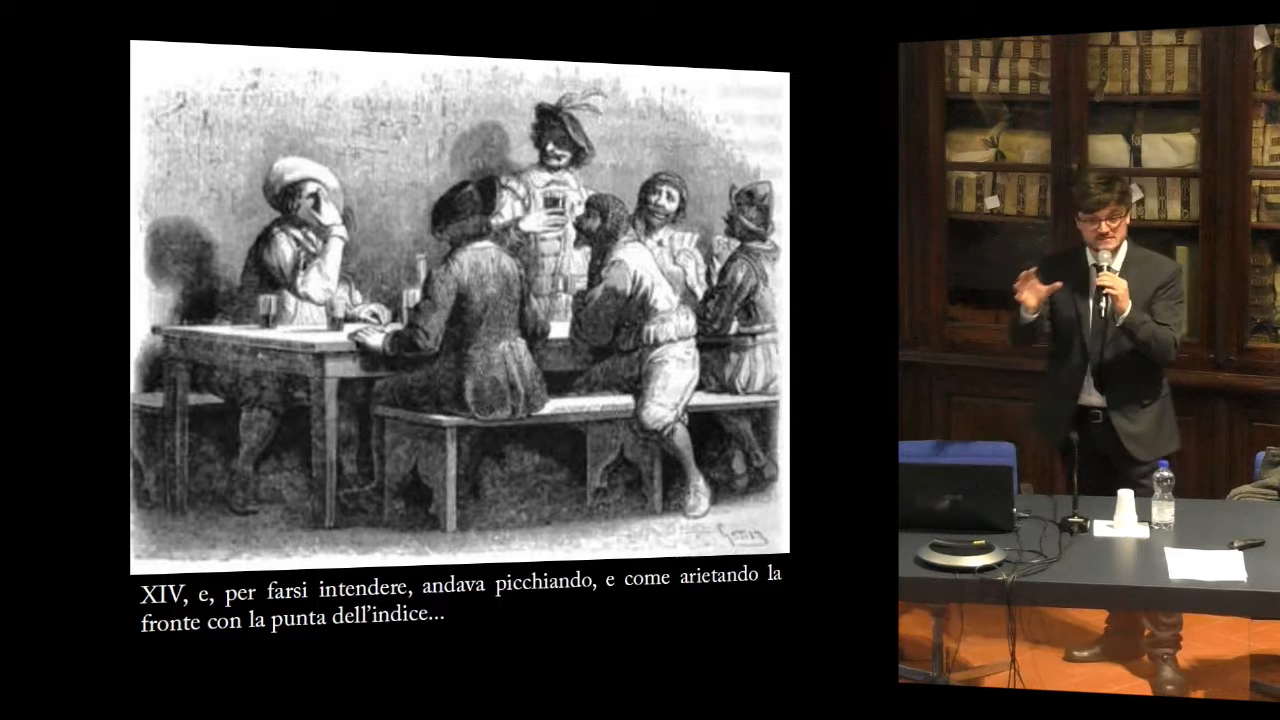 XIV, e, per farsi intendere, andava picchiando, e come arietando la
fronte con la punta dell'indice...